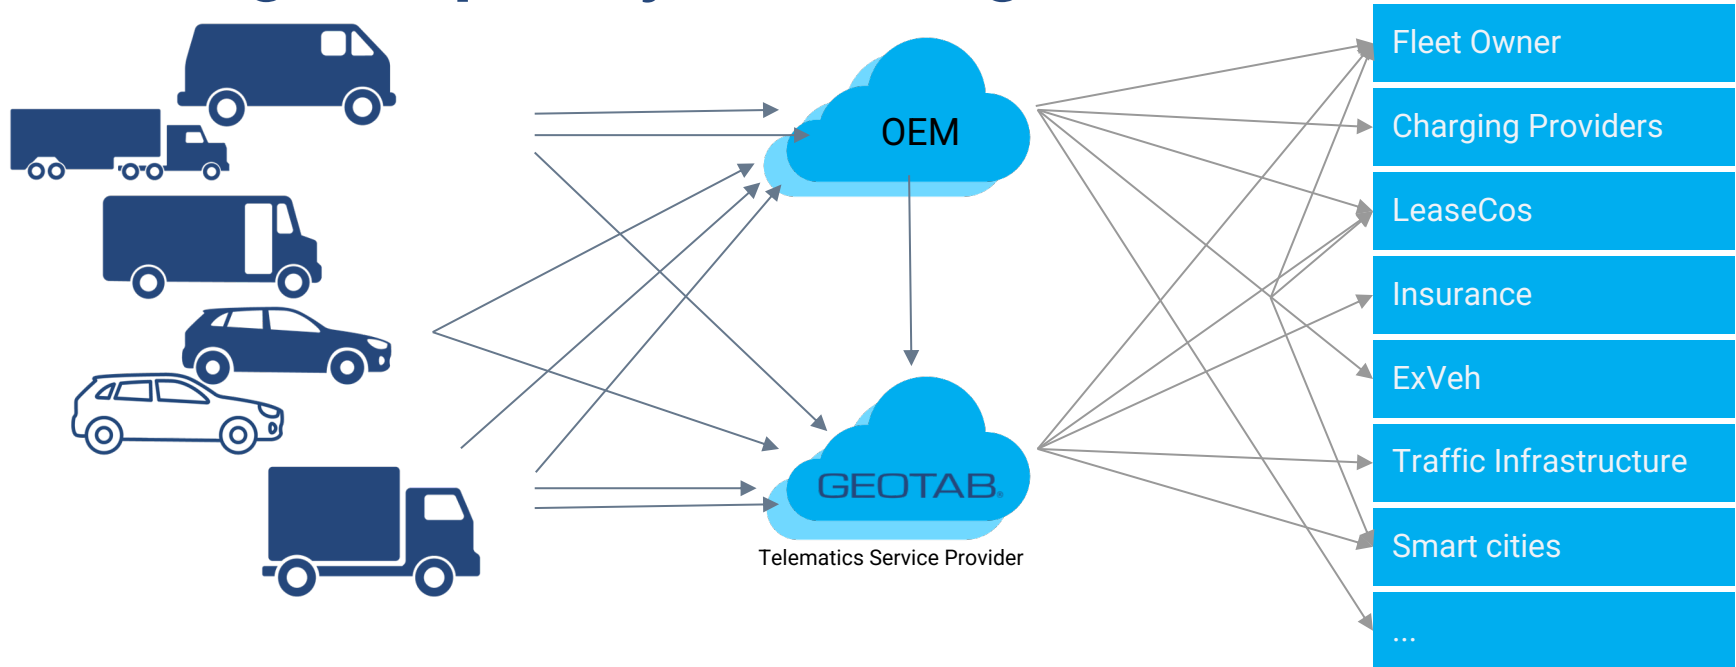 OEM
GEOTAB®
Telematics Service Provider
Fleet Owner
Charging Providers
LeaseCos
Insurance
ExVeh
Traffic Infrastructure
Smart cities
...